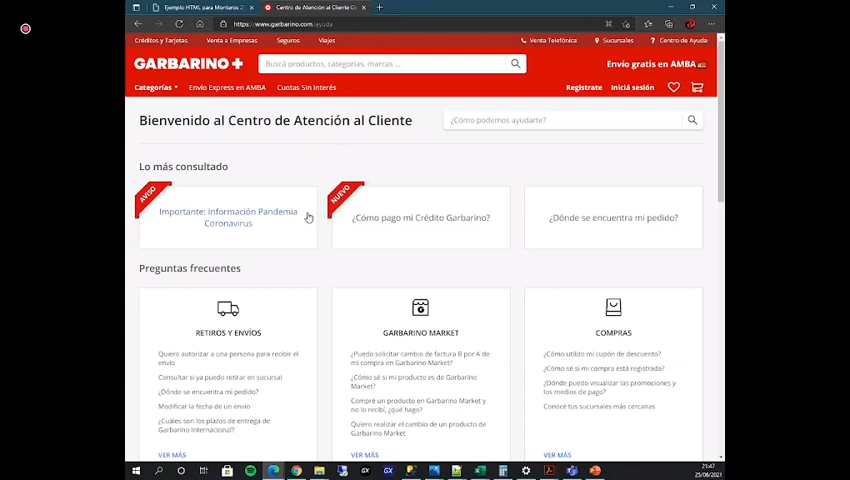 Ejemplo HTML para Monteros 2
Centro de Atención al Cliente G
https://www.garbarino.com/ayuda
Créditos y Tarjetas
Venta a Empresas
Seguros
Viajes
Venta Telefónica
Sucursales
Centro de Ayuda
GARBARINO +
Buscá productos, categorías, marcas ...
Envío gratis en AMBA
Categorías
Envío Express en AMBA
Cuotas Sin Interés
Registrate
Iniciá sesión
Bienvenido al Centro de Atención al Cliente
¿Cómo podemos ayudarte?
Lo más consultado
AVISO
Importante: Información Pandemia
Coronavirus
NUEVO
¿Cómo pago mi Crédito Garbarino?
¿Dónde se encuentra mi pedido?
Preguntas frecuentes
RETIROS Y ENVÍOS
Quiero autorizar a una persona para recibir el
envío
Consultar si ya puedo retirar en sucursal
¿Dónde se encuentra mi pedido?
Modificar la fecha de un envío
¿Cuáles son los plazos de entrega de
Garbarino Internacional?
VER MÁS
GARBARINO MARKET
¿Puedo solicitar cambio de factura B por A de
mi compra en Garbarino Market?
¿Cómo sé si mi producto es de Garbarino
Market?
Compré un producto en Garbarino Market y
no lo recibí, ¿qué hago?
Quiero realizar el cambio de un producto de
Garbarino Market
VER MÁS
COMPRAS
¿Cómo utilizo mi cupón de descuento?
¿Cómo sé si mi compra está registrada?
¿Dónde puedo visualizar las promociones y
los medios de pago?
Conocé tus sucursales más cercanas
VER MÁS
21:47
25/06/2021